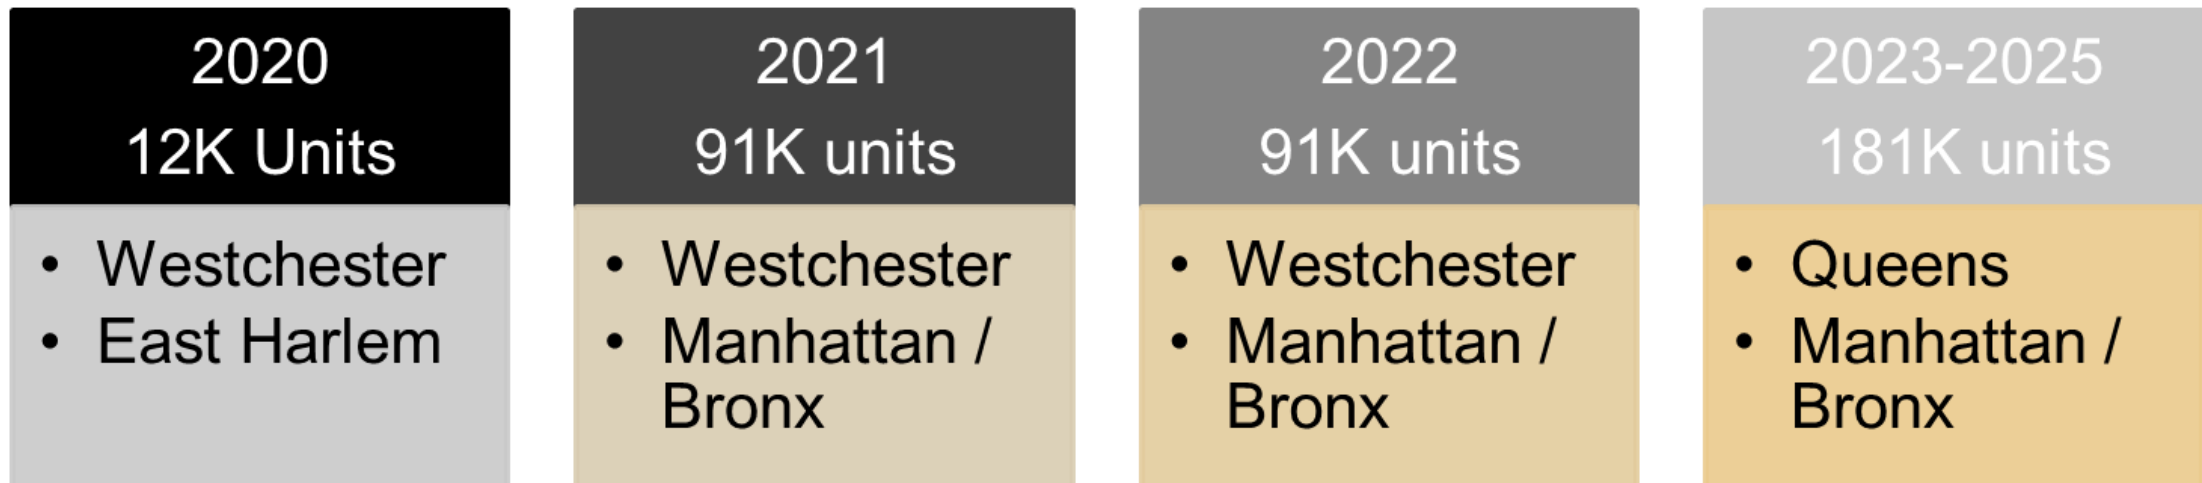 2020
12K Units
• Westchester
• East Harlem
2021
91K units
• Westchester
• Manhattan /
Bronx
2022
91K units
• Westchester
• Manhattan /
Bronx
2023-2025
181K units
• Queens
• Manhattan /
Bronx